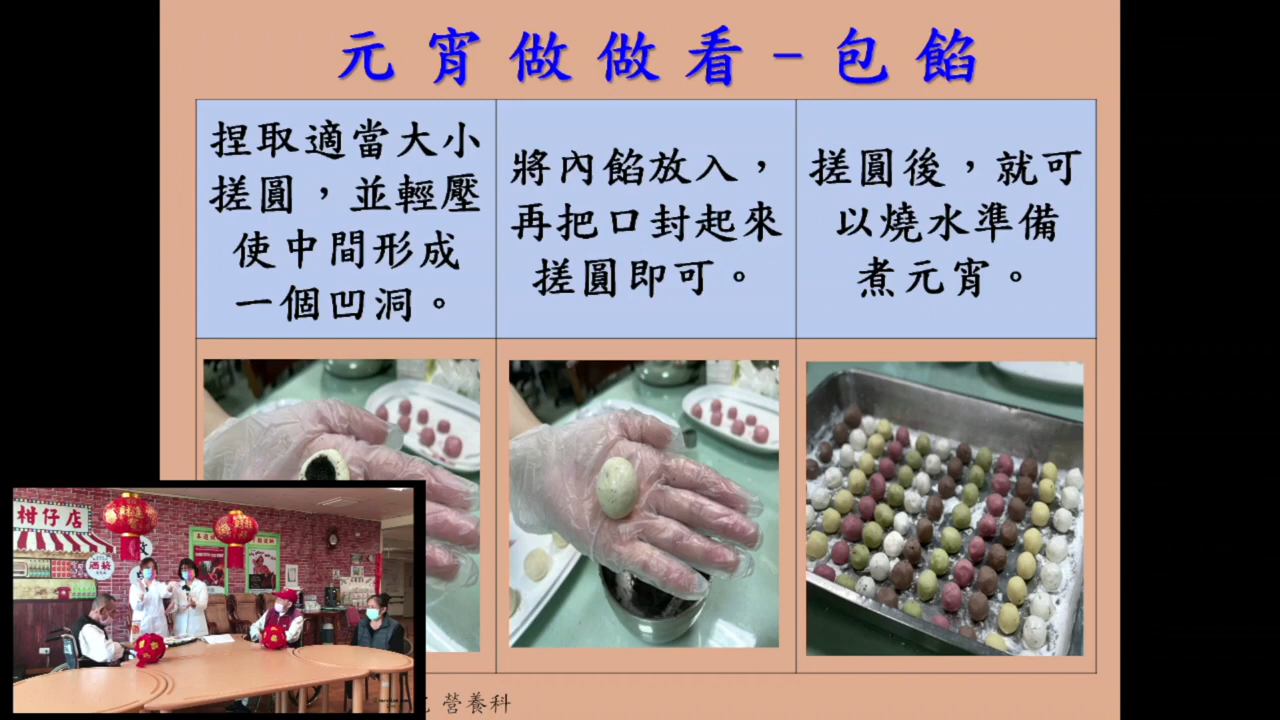 元宵做做看-包餡
捏取適當大小
搓圓，並輕壓
使中間形成
一個凹洞。
將內餡放入，
再把口封起來
搓圓即可。
搓圓後，就可
以燒水準備
煮元宵。
柑仔店
營養科